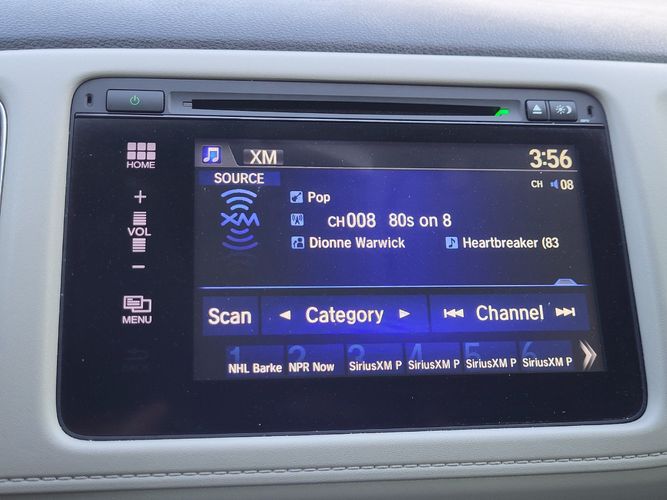 XM
3:56
HOME
SOURCE
CH 08
+
XM
Pop
VOL
CH008 80s on 8
Dionne Warwick
Heartbreaker (83
-
MENU
Scan
Category
Channel
1 2 3 4 5 6
NHL Barke NPR Now SiriusXM P SiriusXM P SiriusXM P SiriusXM P